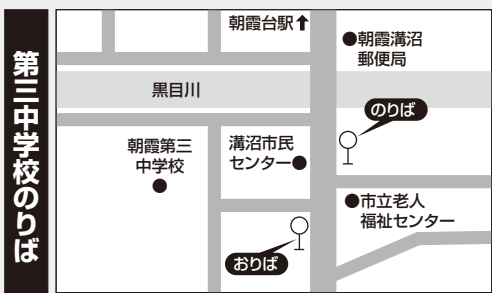 第三中学校のりば
朝霞台駅↑
●朝霞溝沼
郵便局
黒目川
のりば
朝霞第三
中学校
●
溝沼市民
センター●
●市立老人
福祉センター
おりば